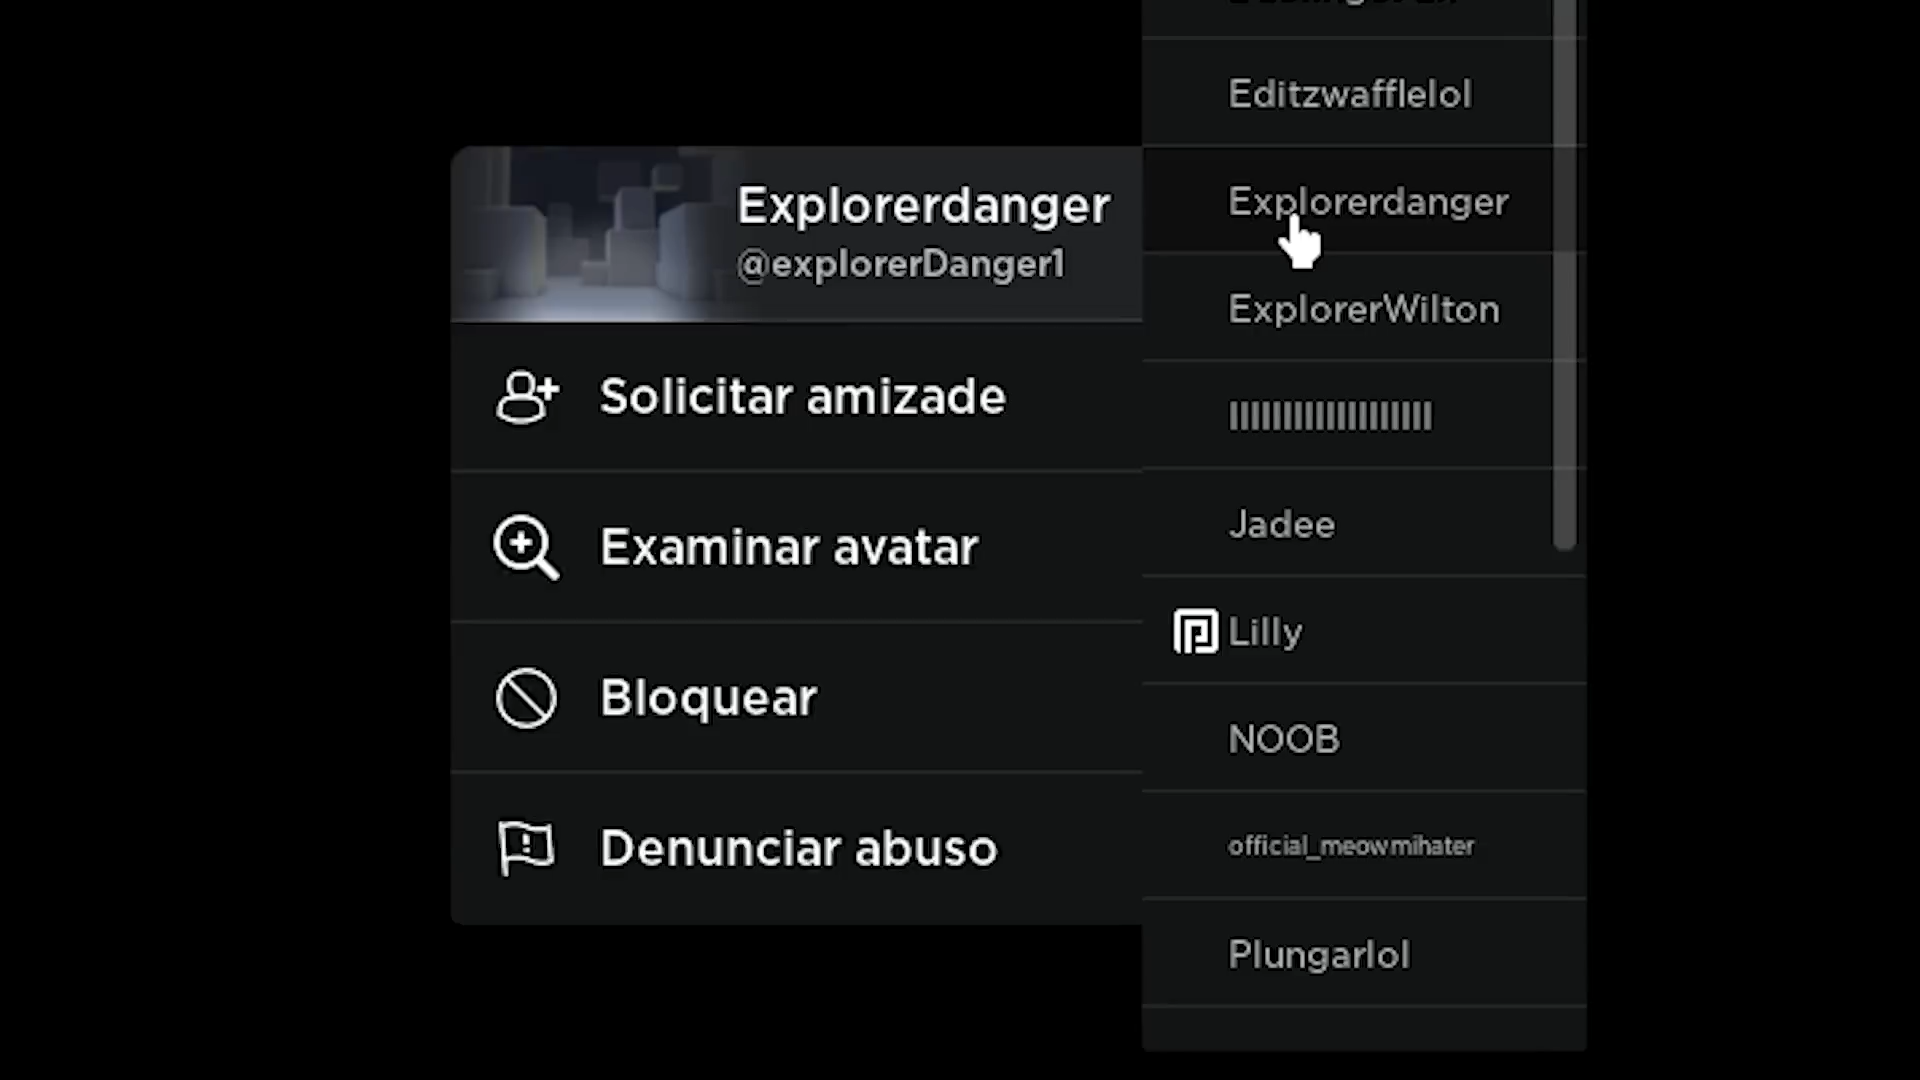 Explorerdanger
@explorerDanger1
Solicitar amizade
Examinar avatar
Bloquear
Denunciar abuso
Editzwafflelol
Explorerdanger
ExplorerWilton
Jadee
Lilly
NOOB
official_meowmihater
Plungarlol